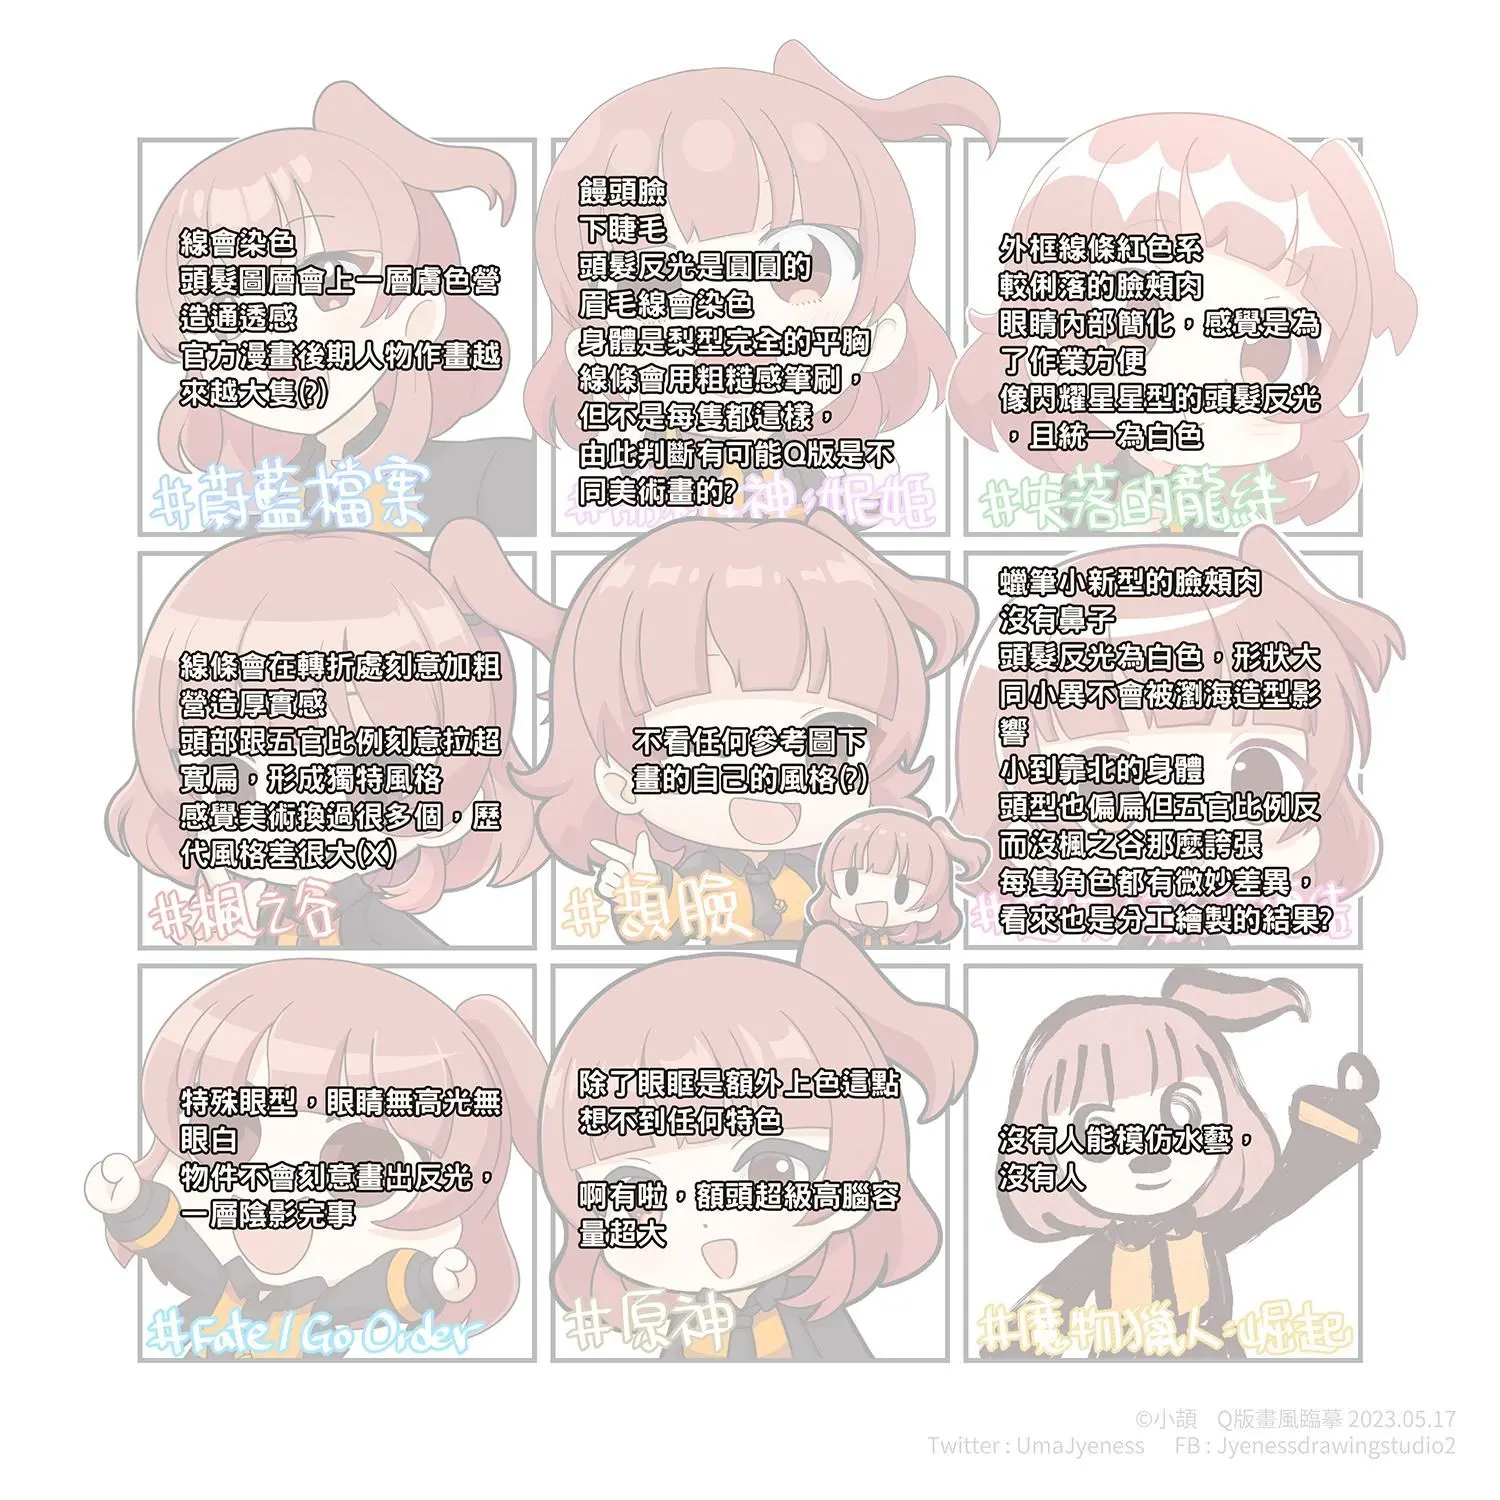 線會染色
頭髮圖層會上一層膚色營
造通透感
官方漫畫後期人物作畫越
來越大隻(?)
#蔚藍檔案
饅頭臉
下睫毛
頭髮反光是圓圓的
眉毛線會染色
身體是梨型完全的平胸
線條會用粗糙感筆刷，
但不是每隻都這樣，
由此判斷有可能Q版是不
同美術畫的?
神：妮姬
外框線條紅色系
較俐落的臉頰肉
眼睛內部簡化，感覺是為
了作業方便
像閃耀星星型的頭髮反光
，且統一為白色
#失落的龍絆
線條會在轉折處刻意加粗
營造厚實感
頭部跟五官比例刻意拉超
寬扁，形成獨特風格
感覺美術換過很多個，歷
代風格差很大(X)
#楓之谷
不看任何參考圖下
畫的自己的風格(?)
#頡臉
蠟筆小新型的臉頰肉
沒有鼻子
頭髮反光為白色，形狀大
同小異不會被瀏海造型影
響
小到靠北的身體
頭型也偏扁但五官比例反
而沒楓之谷那麼誇張
每隻角色都有微妙差異，
看來也是分工繪製的結果?
特殊眼型，眼睛無高光無
眼白
物件不會刻意畫出反光，
一層陰影完事
#Fate/Go Order
除了眼眶是額外上色這點
想不到任何特色
啊有啦，額頭超級高腦容
量超大
#原神
沒有人能模仿水藝，
沒有人
#魔物獵人：崛起
©小頡 Q版畫風臨摹 2023.05.17
Twitter : UmaJyeness FB : Jyenessdrawingstudio2